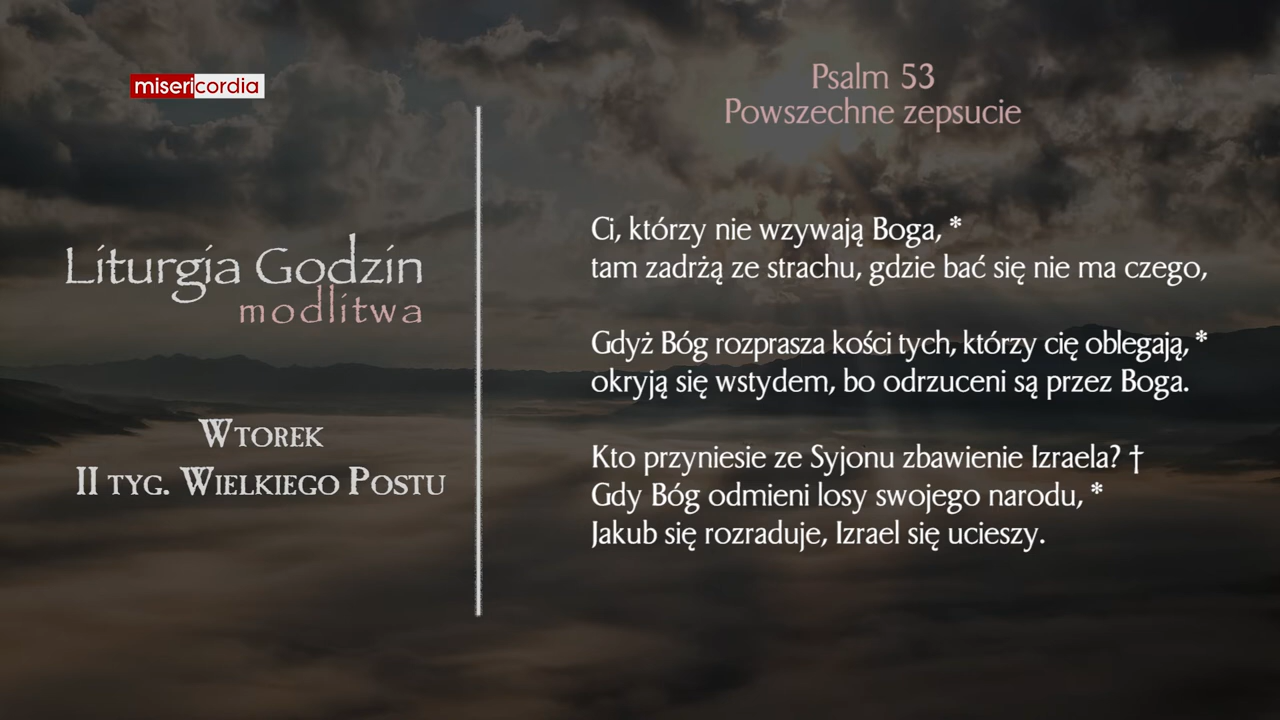 misericordia
Liturgia Godzin
modlitwa
Wtorek
II tyg. Wielkiego Postu
Psalm 53
Powszechne zepsucie
Ci, którzy nie wzywają Boga, *
tam zadrżą ze strachu, gdzie bać się nie ma czego,
Gdyż Bóg rozprasza kości tych, którzy cię oblegają, *
okryją się wstydem, bo odrzuceni są przez Boga.
Kto przyniesie ze Syjonu zbawienie Izraela? †
Gdy Bóg odmieni losy swojego narodu, *
Jakub się rozraduje, Izrael się ucieszy.